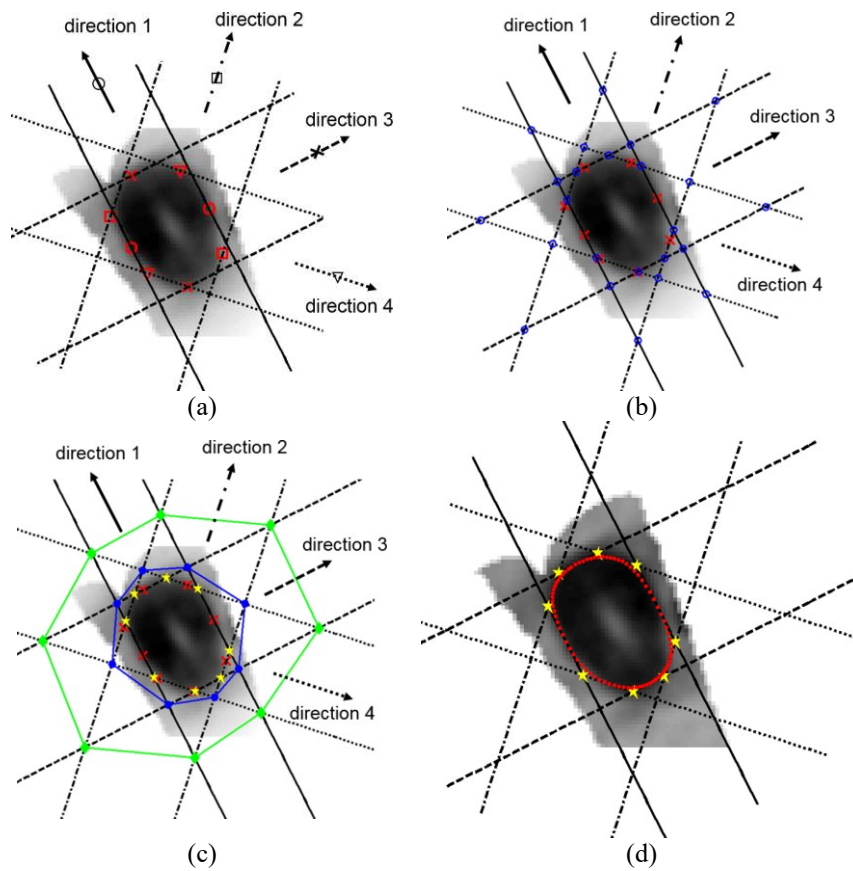 direction 1
direction 2
direction 3
direction 4
(a)
direction 1
direction 2
direction 3
direction 4
(b)
direction 1
direction 2
direction 3
direction 4
(c)
(d)